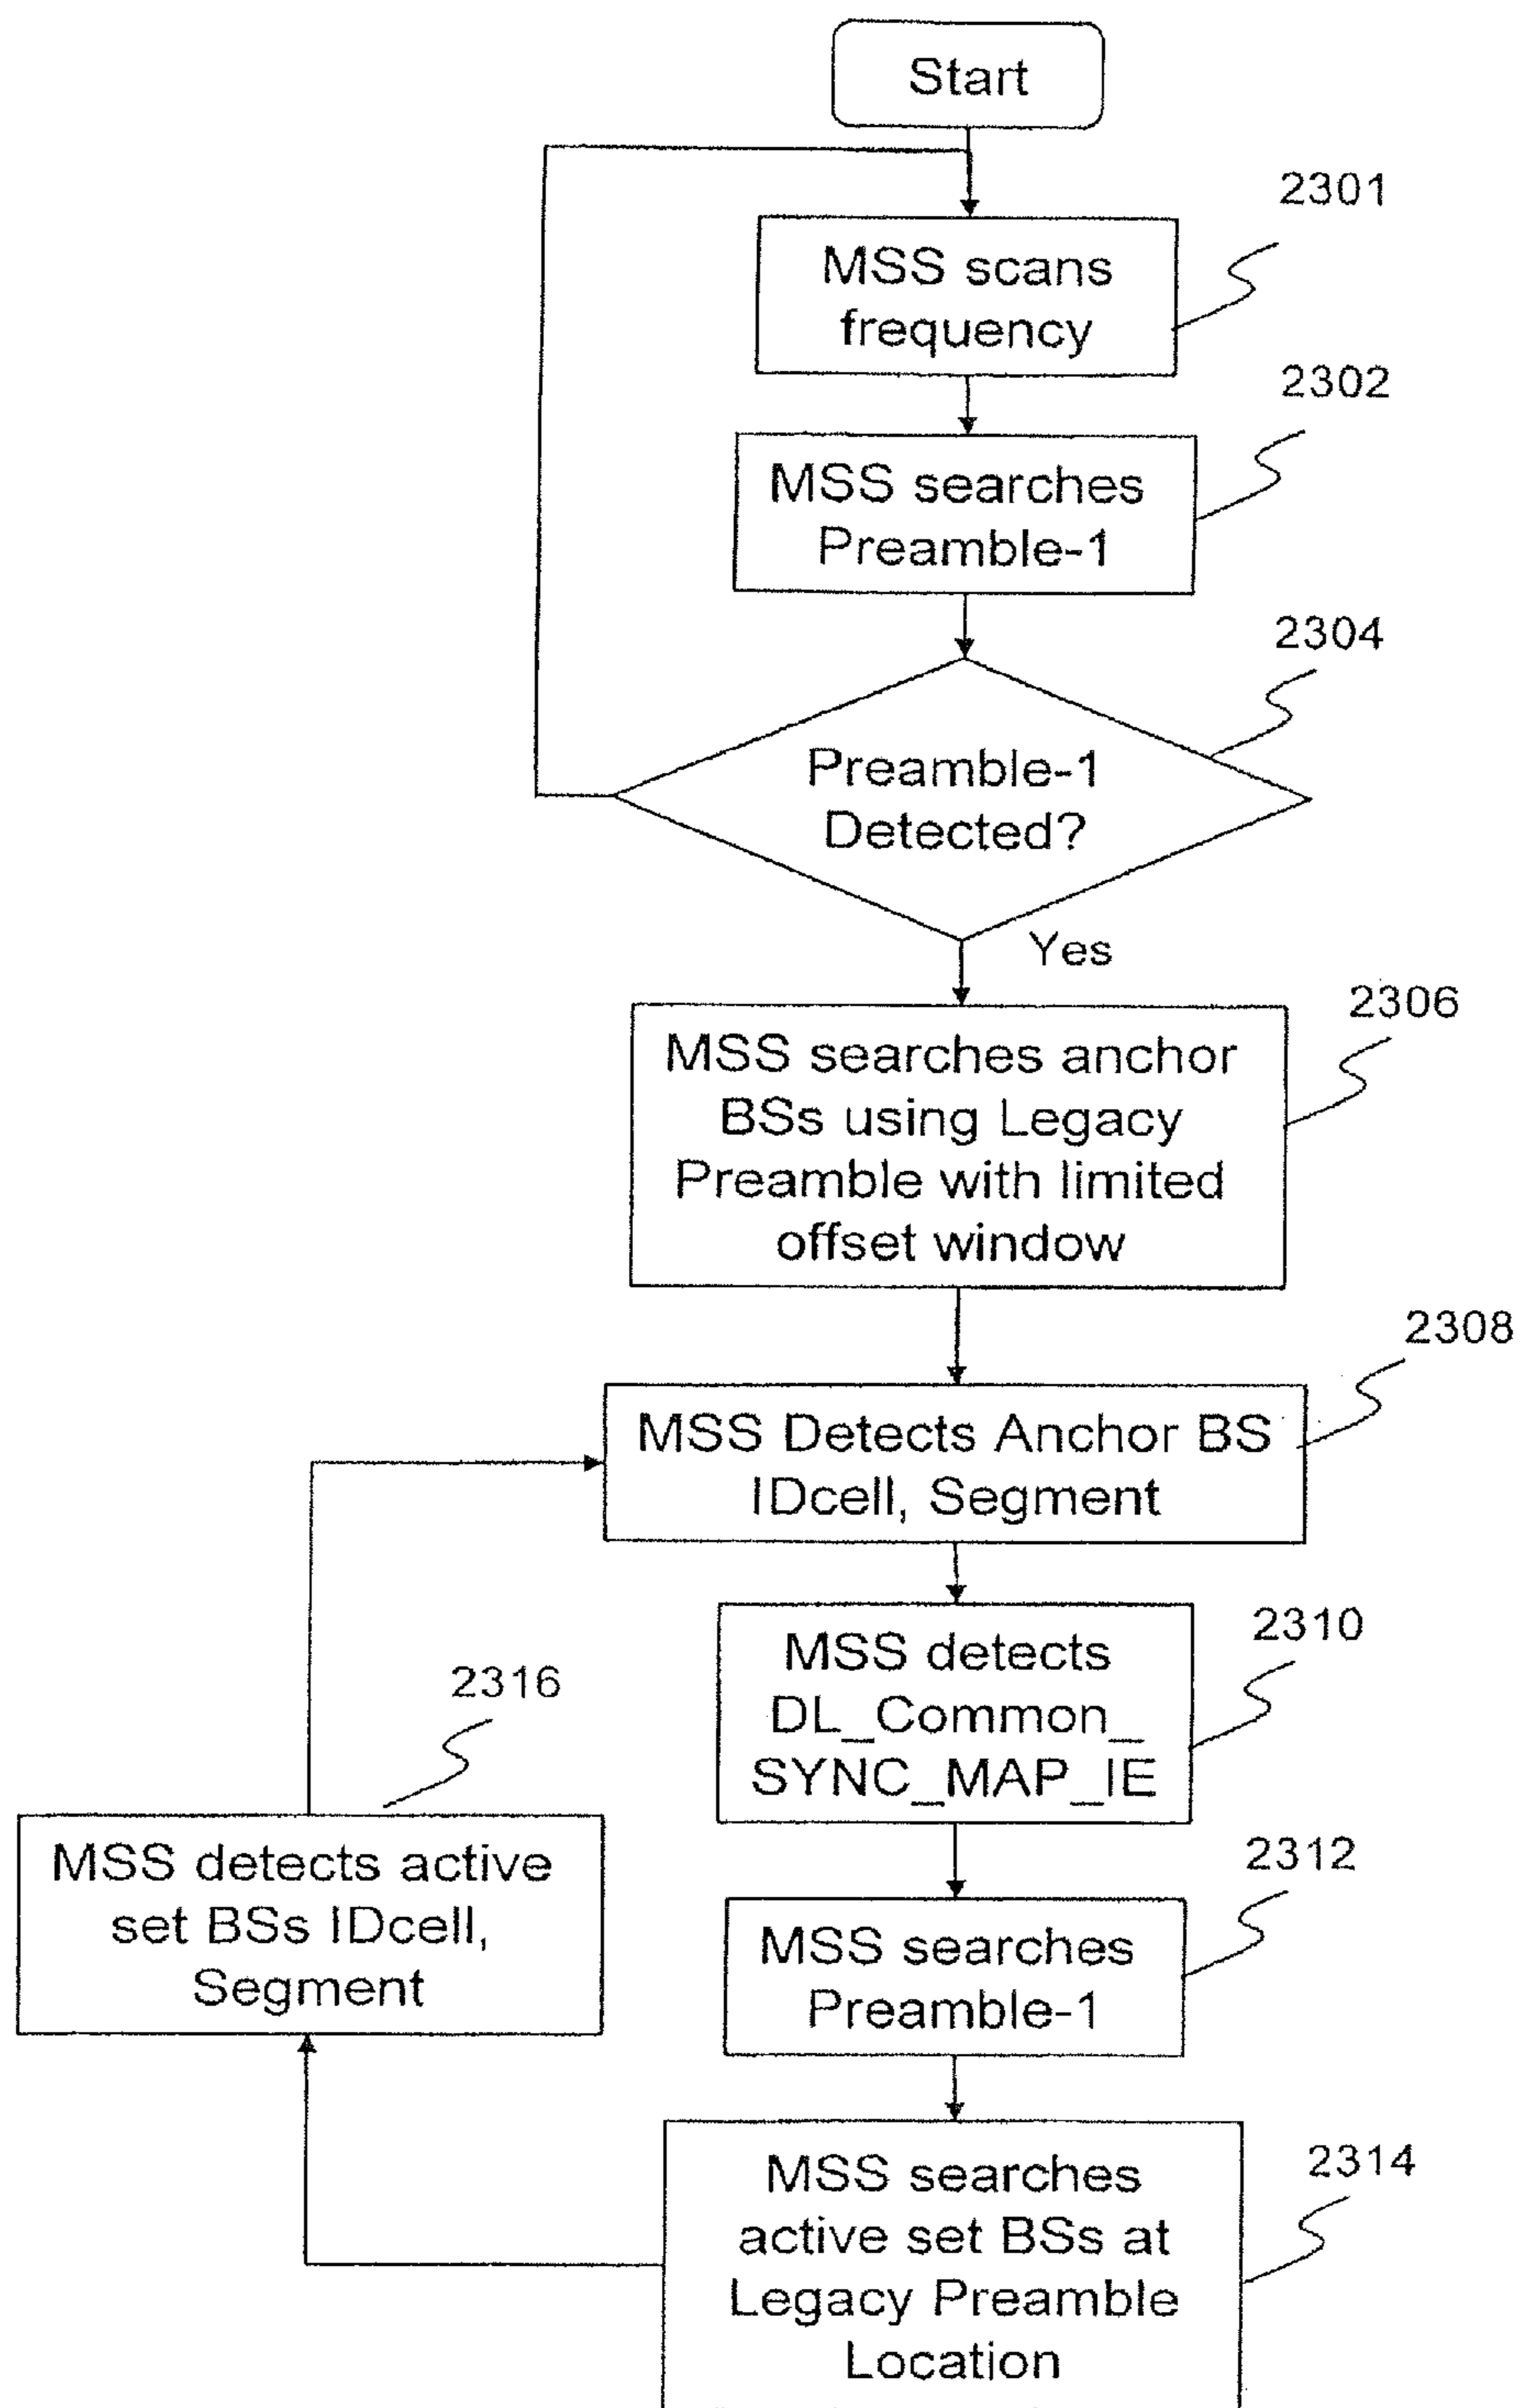 Start
2301
MSS scans
frequency
2302
MSS searches
Preamble-1
2304
Preamble-1
Detected?
Yes
2306
MSS searches anchor
BSs using Legacy
Preamble with limited
offset window
2308
MSS Detects Anchor BS
IDcell, Segment
2310
MSS detects
DL_Common_
SYNC_MAP_IE
2316
MSS detects active
set BSs IDcell,
Segment
2312
MSS searches
Preamble-1
2314
MSS searches
active set BSs at
Legacy Preamble
Location